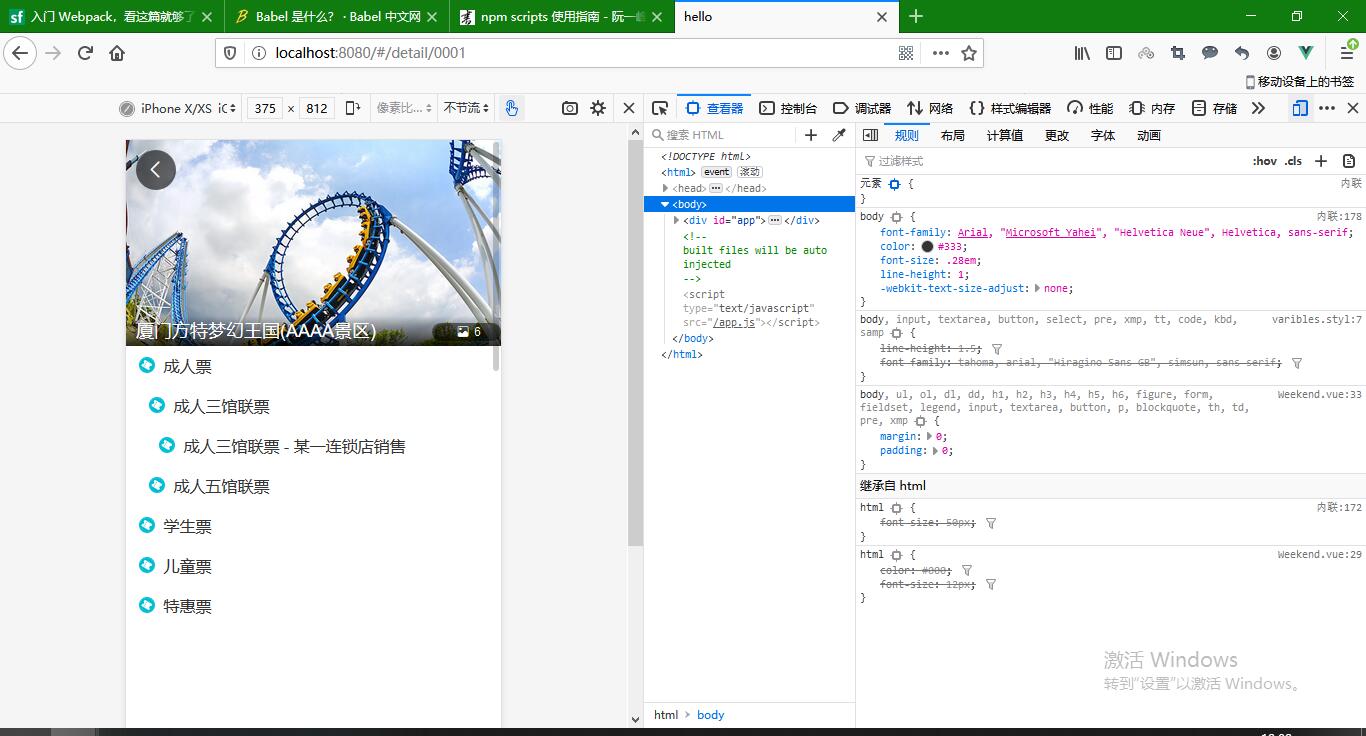 入门 Webpack，看这篇就够了
Babel 是什么？ · Babel 中文网
npm scripts 使用指南 - 阮一峰
hello
localhost:8080/#/detail/0001
移动设备上的书签
iPhone X/XS iO
375 × 812
像素比...
不节流
查看器
控制台
调试器
网络
样式编辑器
性能
内存
存储
厦门方特梦幻王国(AAAA景区)
6
成人票
成人三馆联票
成人三馆联票 - 某一连锁店销售
成人五馆联票
学生票
儿童票
特惠票
搜索 HTML
<!DOCTYPE html>
<html> event 滚动
<head> ••• </head>
<body>
<div id="app"> ••• </div>
<!--
built files will be auto
injected
-->
<script
type="text/javascript"
src="/app.js"></script>
</body>
</html>
html > body
规则 布局 计算值 更改 字体 动画
过滤样式
:hov .cls
元素 {
内联
}
body {
内联:178
font-family: Arial, "Microsoft Yahei", "Helvetica Neue", Helvetica, sans-serif;
color: #333;
font-size: .28em;
line-height: 1;
-webkit-text-size-adjust: none;
}
body, input, textarea, button, select, pre, xmp, tt, code, kbd,
varibles.styl:7
samp {
line-height: 1.5;
font-family: tahoma, arial, "Hiragino Sans GB", simsun, sans-serif;
}
body, ul, ol, dl, dd, h1, h2, h3, h4, h5, h6, figure, form,
Weekend.vue:33
fieldset, legend, input, textarea, button, p, blockquote, th, td,
pre, xmp {
margin: 0;
padding: 0;
}
继承自 html
html {
内联:172
font-size: 50px;
}
html {
Weekend.vue:29
color: #000;
font-size: 12px;
}
激活 Windows
转到"设置"以激活 Windows。